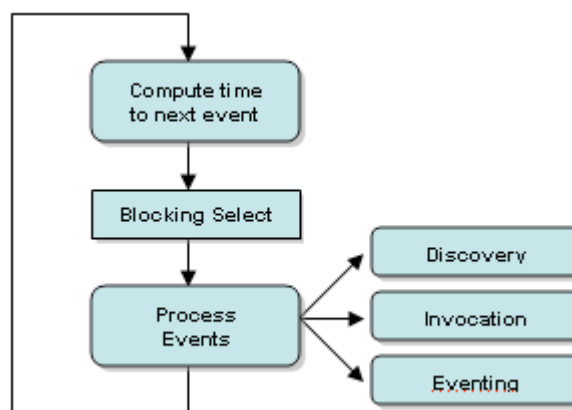 Compute time
to next event
Blocking Select
Process
Events
Discovery
Invocation
Eventing